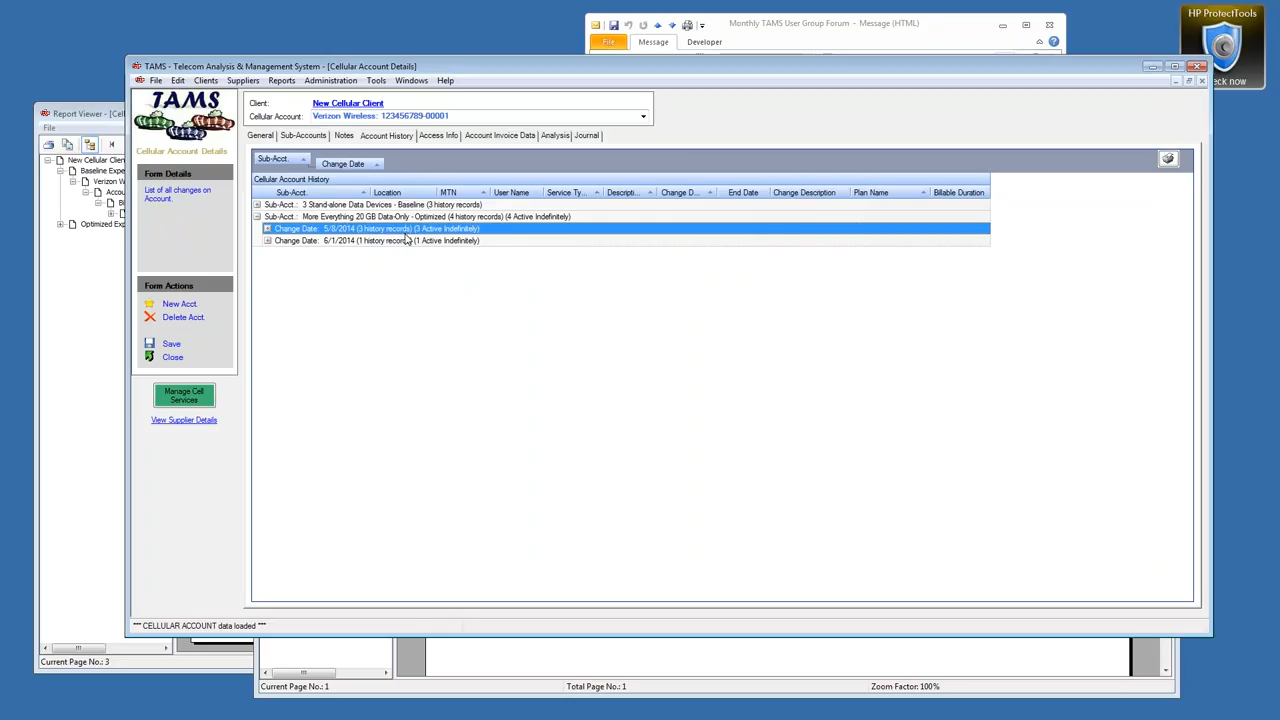 HP ProtectTools
Check now
Monthly TAMS User Group Forum - Message (HTML)
File Message Developer
TAMS - Telecom Analysis & Management System - [Cellular Account Details]
File Edit Clients Suppliers Reports Administration Tools Windows Help
Report Viewer - [Cel
File
New Cellular Clien
Baseline Expe
Verizon W
Accou
Bi
Optimized Exp
TAMS
Cellular Account Details
Form Details
List of all changes on
Account.
Form Actions
New Acct.
Delete Acct.
Save
Close
Manage Cell
Services
View Supplier Details
Client: New Cellular Client
Cellular Account: Verizon Wireless: 123456789-00001
General Sub-Accounts Notes Account History Access Info Account Invoice Data Analysis Journal
Sub-Acct. Change Date
Cellular Account History
Sub-Acct. Location MTN User Name Service Ty... Descripti... Change D... End Date Change Description Plan Name Billable Duration
Sub-Acct.: 3 Stand-alone Data Devices - Baseline (3 history records)
Sub-Acct.: More Everything 20 GB Data-Only - Optimized (4 history records) (4 Active Indefinitely)
Change Date: 5/8/2014 (3 history records) (3 Active Indefinitely)
Change Date: 6/1/2014 (1 history records) (1 Active Indefinitely)
*** CELLULAR ACCOUNT data loaded ***
Current Page No.: 3
Current Page No.: 1 Total Page No.: 1 Zoom Factor: 100%